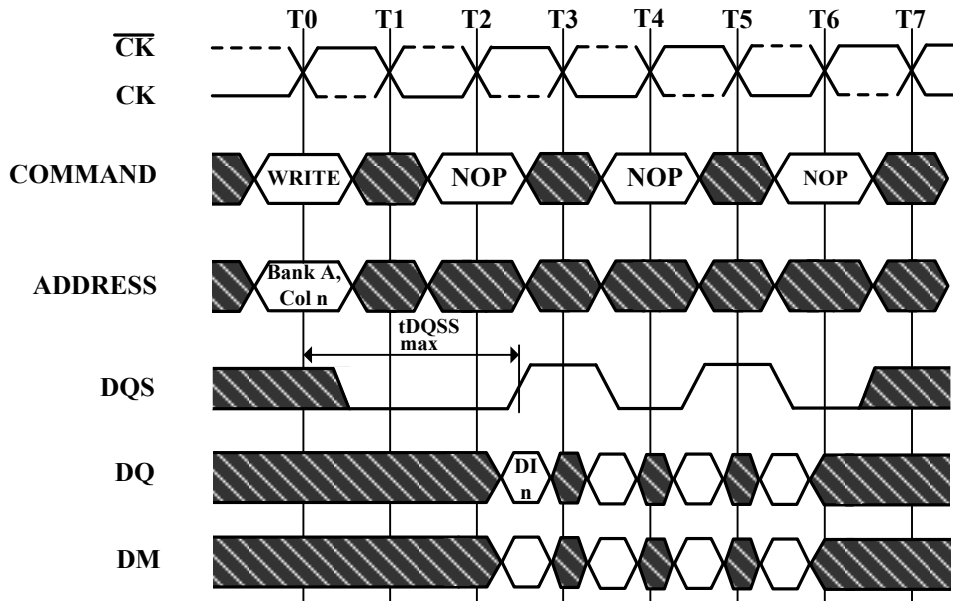 T0 T1 T2 T3 T4 T5 T6 T7
CK
CK
COMMAND WRITE NOP NOP NOP
ADDRESS Bank A,
Col n
tDQSS
max
DQS
DQ DI
n
DM